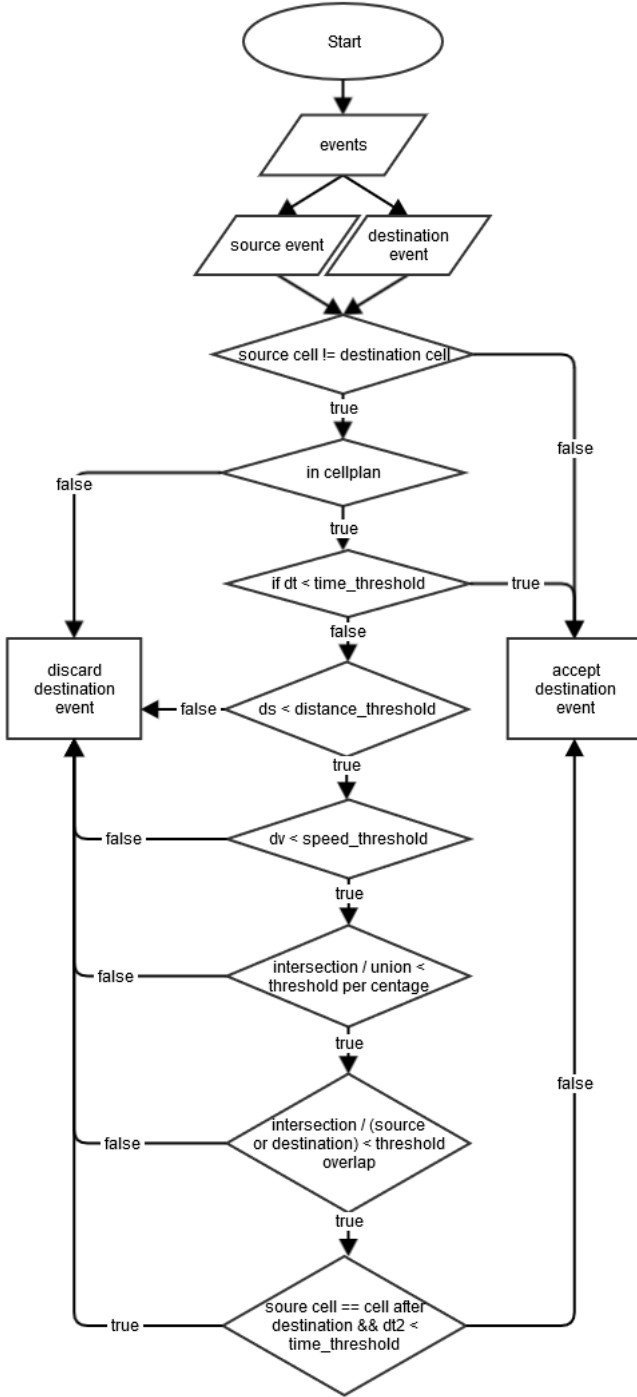 Start
events
source event
destination
event
source cell != destination cell
true
false
in cellplan
false
true
if dt < time_threshold
true
false
discard
destination
event
accept
destination
event
ds < distance_threshold
false
true
dv < speed_threshold
false
true
intersection / union <
threshold per centage
false
true
intersection / (source
or destination) < threshold
overlap
false
false
true
soure cell == cell after
destination && dt2 <
time_threshold
true